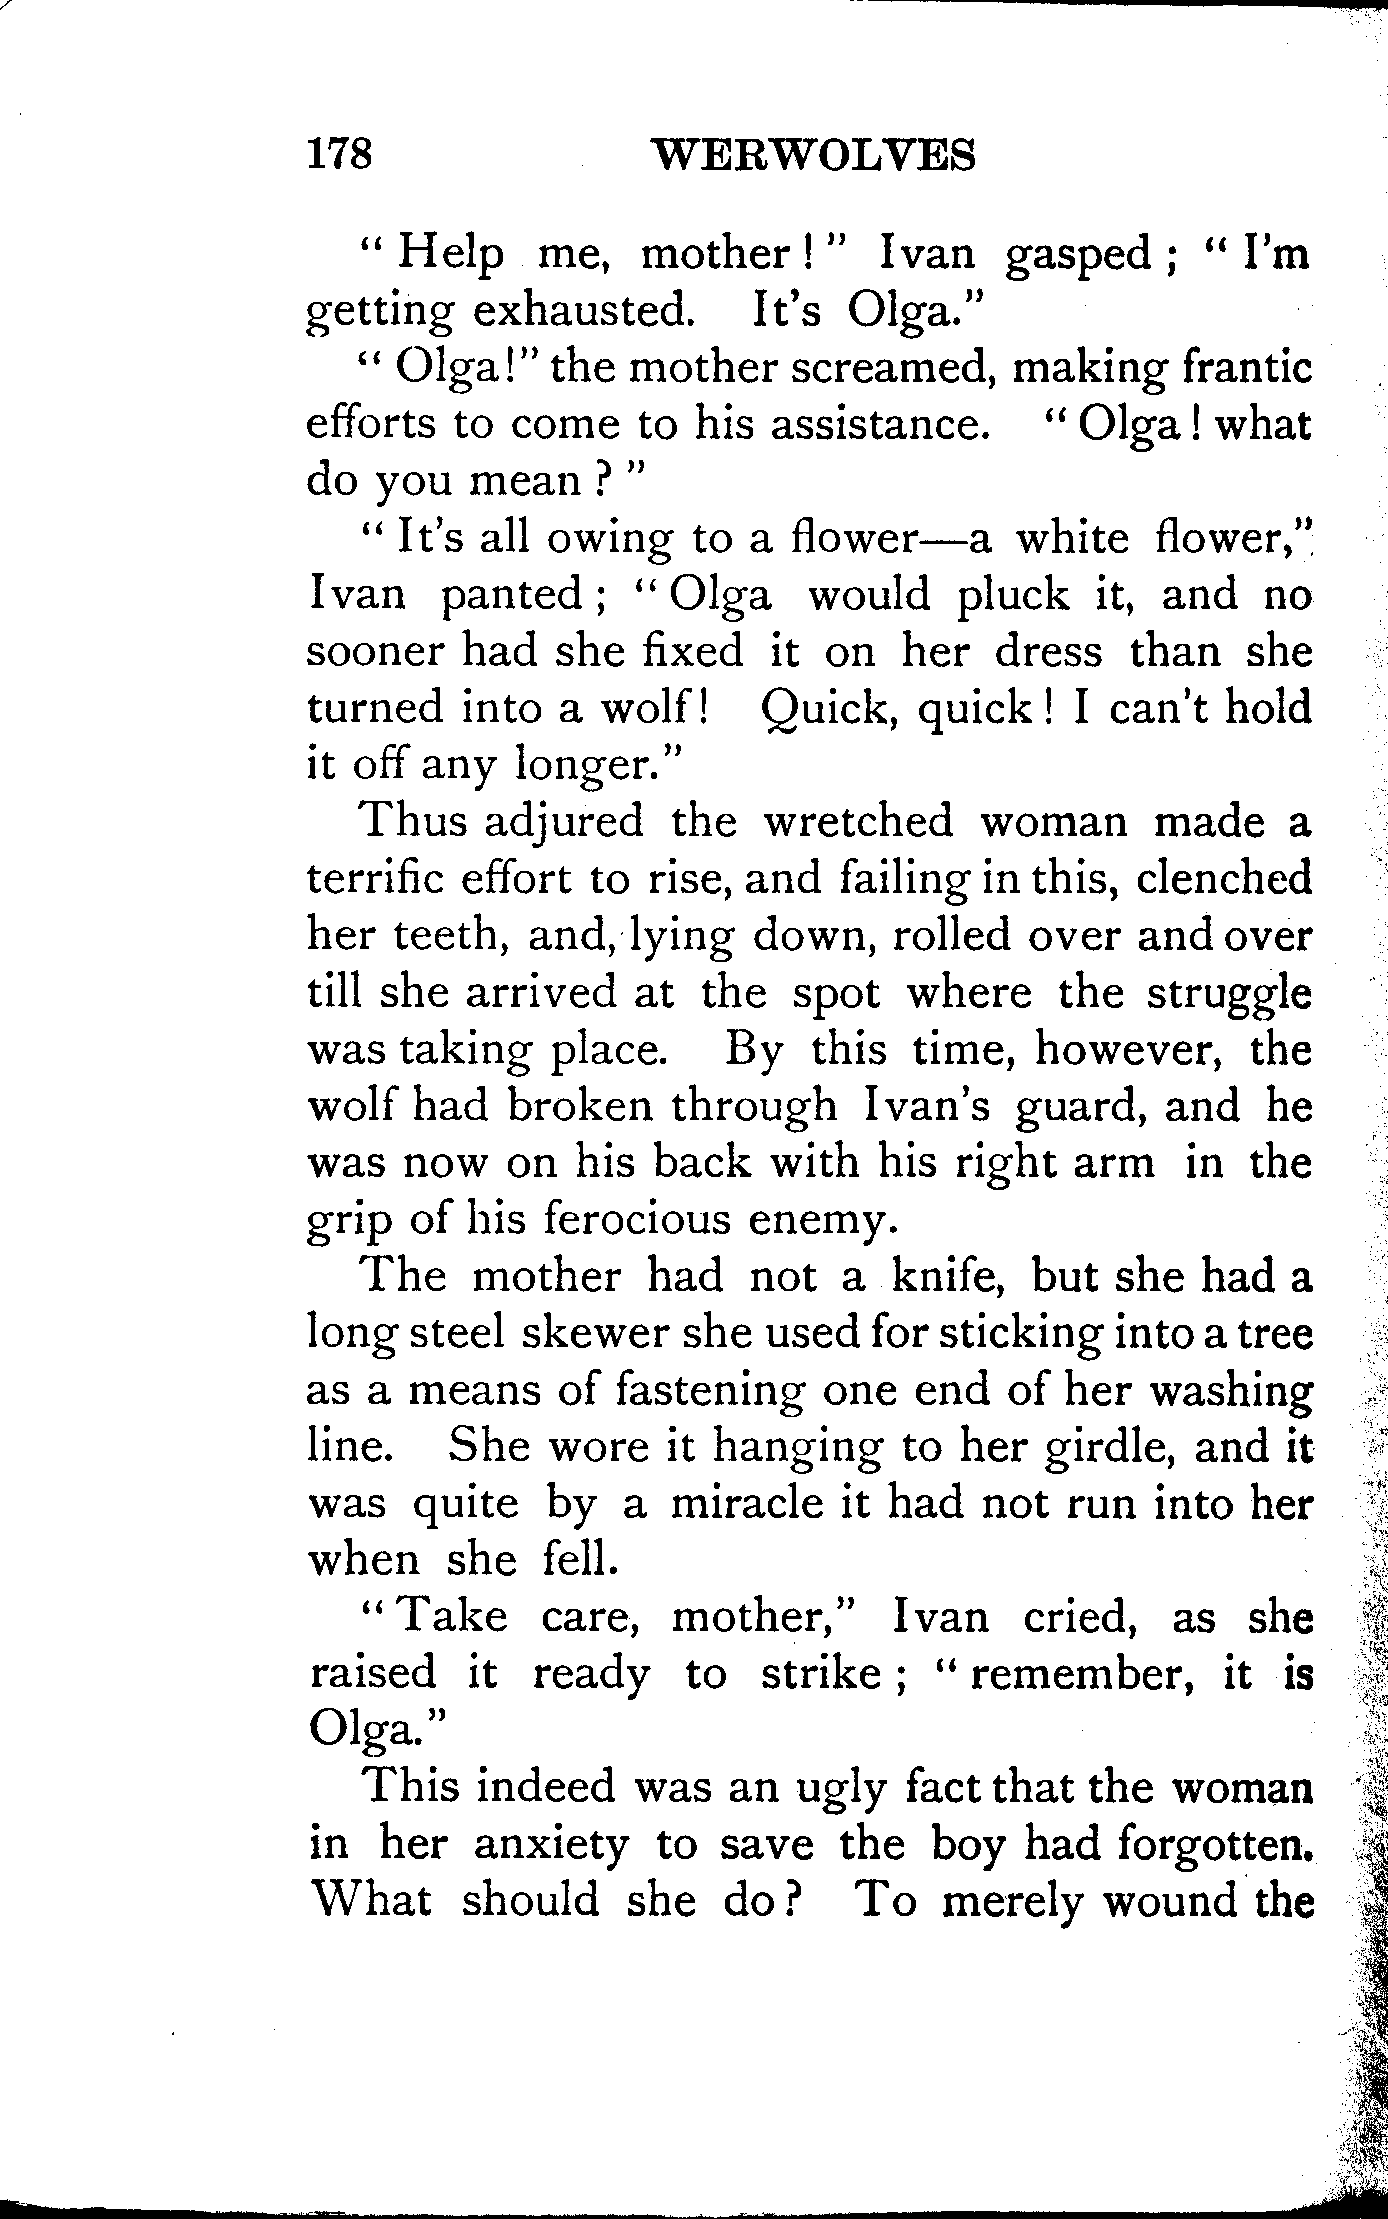 178 WERWOLVES
" Help me, mother ! " Ivan gasped ; " I'm
getting exhausted. It's Olga."
" Olga!" the mother screamed, making frantic
efforts to come to his assistance. " Olga ! what
do you mean ? "
" It's all owing to a flower—a white flower,"
Ivan panted ; " Olga would pluck it, and no
sooner had she fixed it on her dress than she
turned into a wolf! Quick, quick ! I can't hold
it off any longer."
Thus adjured the wretched woman made a
terrific effort to rise, and failing in this, clenched
her teeth, and, lying down, rolled over and over
till she arrived at the spot where the struggle
was taking place. By this time, however, the
wolf had broken through Ivan's guard, and he
was now on his back with his right arm in the
grip of his ferocious enemy.
The mother had not a knife, but she had a
long steel skewer she used for sticking into a tree
as a means of fastening one end of her washing
line. She wore it hanging to her girdle, and it
was quite by a miracle it had not run into her
when she fell.
" Take care, mother," Ivan cried, as she
raised it ready to strike ; " remember, it is
Olga."
This indeed was an ugly fact that the woman
in her anxiety to save the boy had forgotten.
What should she do ? To merely wound the